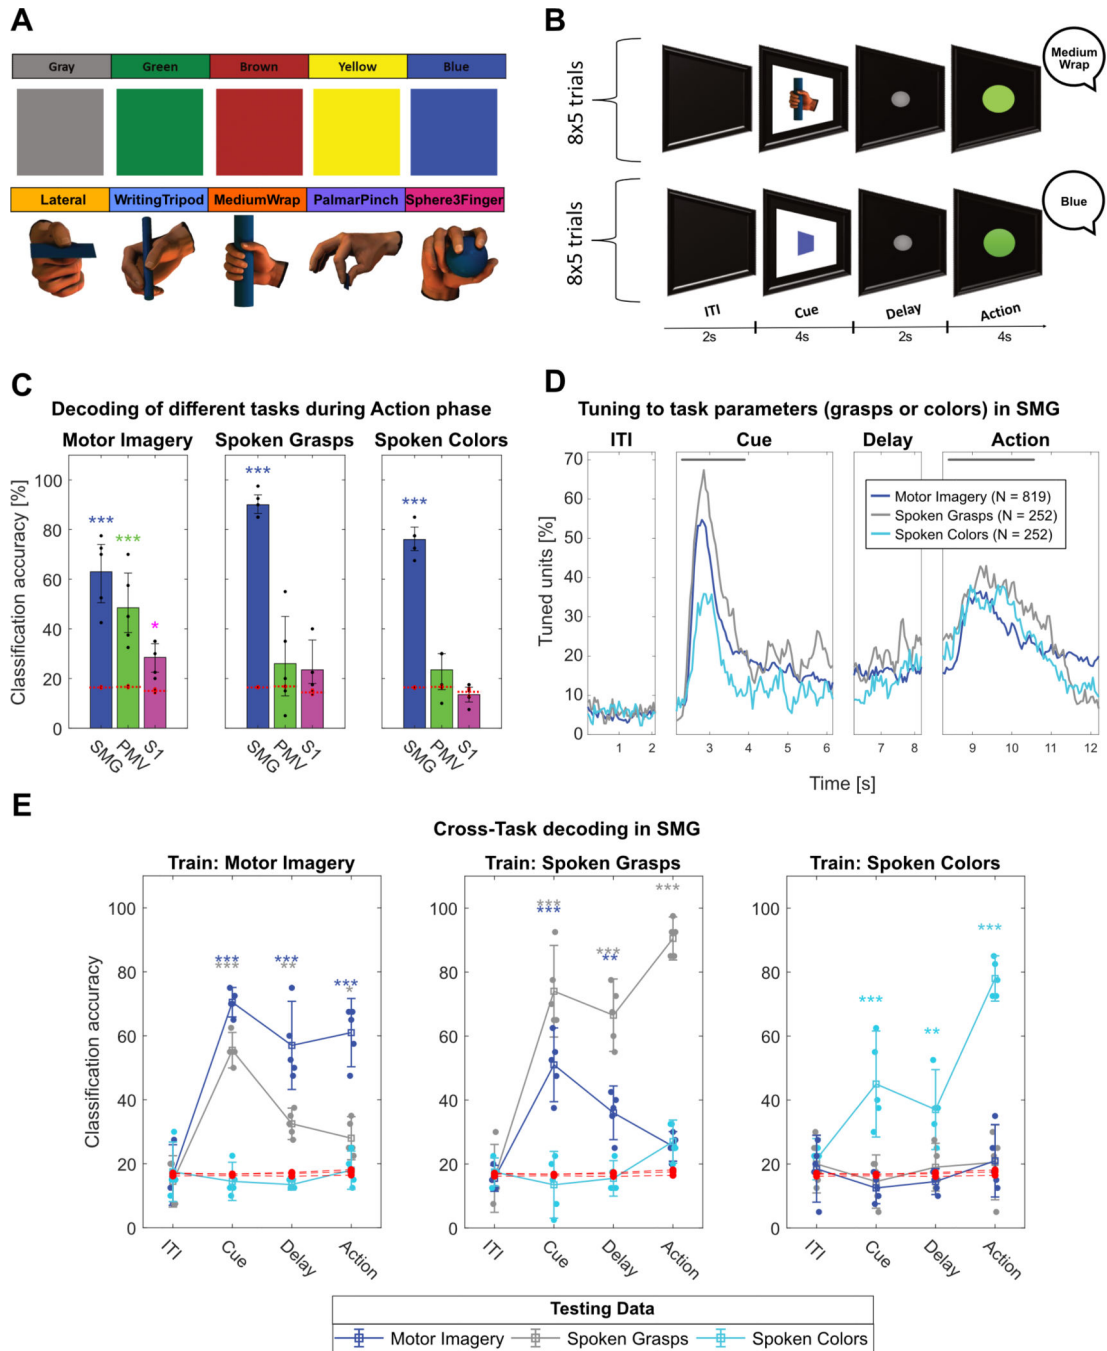 A
Gray Green Brown Yellow Blue
Lateral WritingTripod MediumWrap PalmarPinch Sphere3Finger
B
8x5 trials
Medium
Wrap
8x5 trials
Blue
ITI Cue Delay Action
2s 4s 2s 4s
C
Decoding of different tasks during Action phase
Motor Imagery Spoken Grasps Spoken Colors
Classification accuracy [%]
100
80
60
40
20
0
*** *** *
***
***
SMG PMV S1 SMG PMV S1 SMG PMV S1
D
Tuning to task parameters (grasps or colors) in SMG
ITI Cue Delay Action
Tuned units [%]
70
60
50
40
30
20
10
0
Motor Imagery (N = 819)
Spoken Grasps (N = 252)
Spoken Colors (N = 252)
1 2 3 4 5 6 7 8 9 10 11 12
Time [s]
E
Cross-Task decoding in SMG
Train: Motor Imagery
Classification accuracy
100
80
60
40
20
0
*** *** ***
*** ** *
ITI Cue Delay Action
Train: Spoken Grasps
100
80
60
40
20
0
*** *** ***
*** **
ITI Cue Delay Action
Train: Spoken Colors
100
80
60
40
20
0
*** ** ***
ITI Cue Delay Action
Testing Data
Motor Imagery Spoken Grasps Spoken Colors